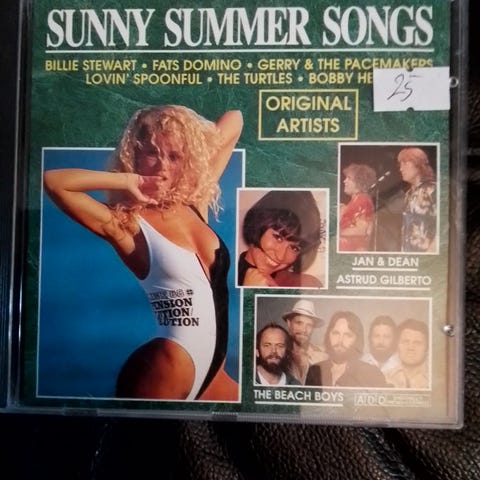 SUNNY SUMMER SONGS
BILLIE STEWART • FATS DOMINO • GERRY & THE PACEMAKERS
LOVIN' SPOONFUL • THE TURTLES • BOBBY
25
ORIGINAL
ARTISTS
JAN & DEAN
ASTRUD GILBERTO
THE BEACH BOYS